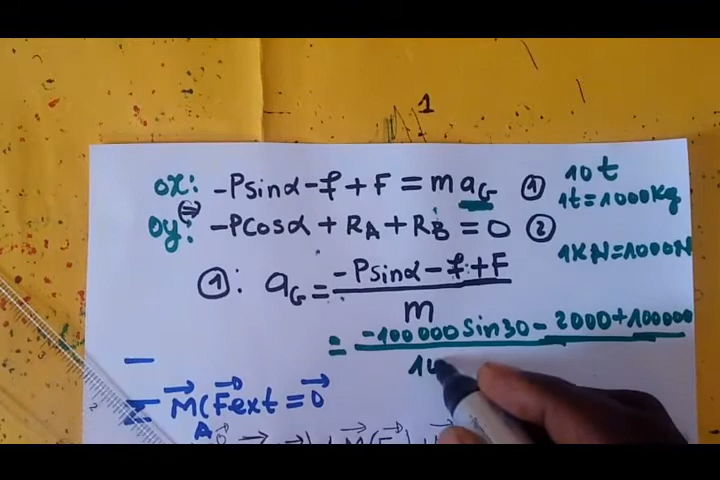 1
ox: -Psinα - f + F = m aG ①
10t
1t=1000kg
⇔
oy: -Pcosα + RA + RB = 0 ②
1KN=1000N
①: aG = -Psinα - f + F / m
= -100000 sin30 - 2000 + 100000
M(Fext = 0
A